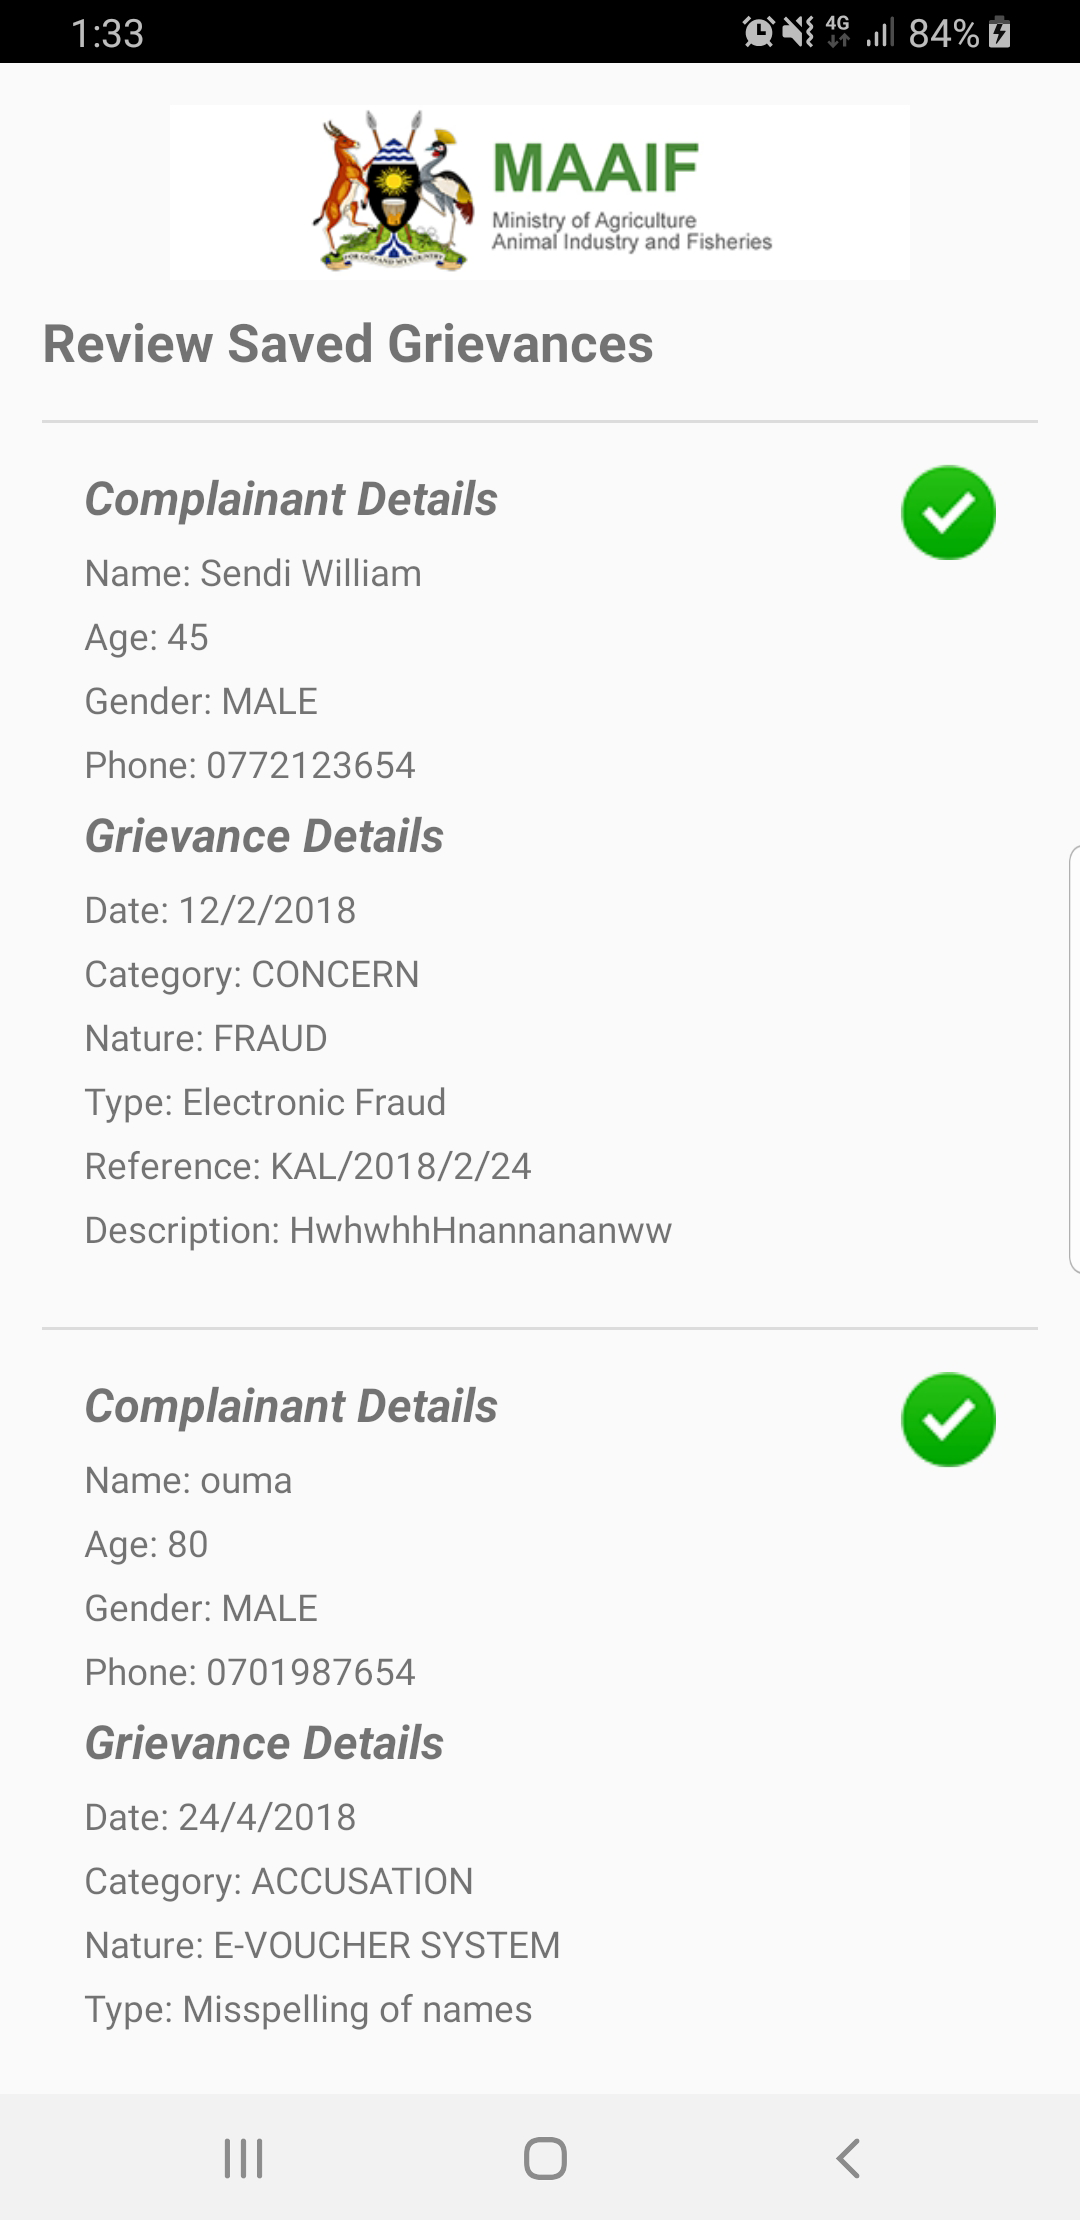 1:33
4G
84%
MAAIF
Ministry of Agriculture
Animal Industry and Fisheries
FOR GOD AND MY COUNTRY
Review Saved Grievances
Complainant Details
Name: Sendi William
Age: 45
Gender: MALE
Phone: 0772123654
Grievance Details
Date: 12/2/2018
Category: CONCERN
Nature: FRAUD
Type: Electronic Fraud
Reference: KAL/2018/2/24
Description: HwhwhhHnannananww
Complainant Details
Name: ouma
Age: 80
Gender: MALE
Phone: 0701987654
Grievance Details
Date: 24/4/2018
Category: ACCUSATION
Nature: E-VOUCHER SYSTEM
Type: Misspelling of names